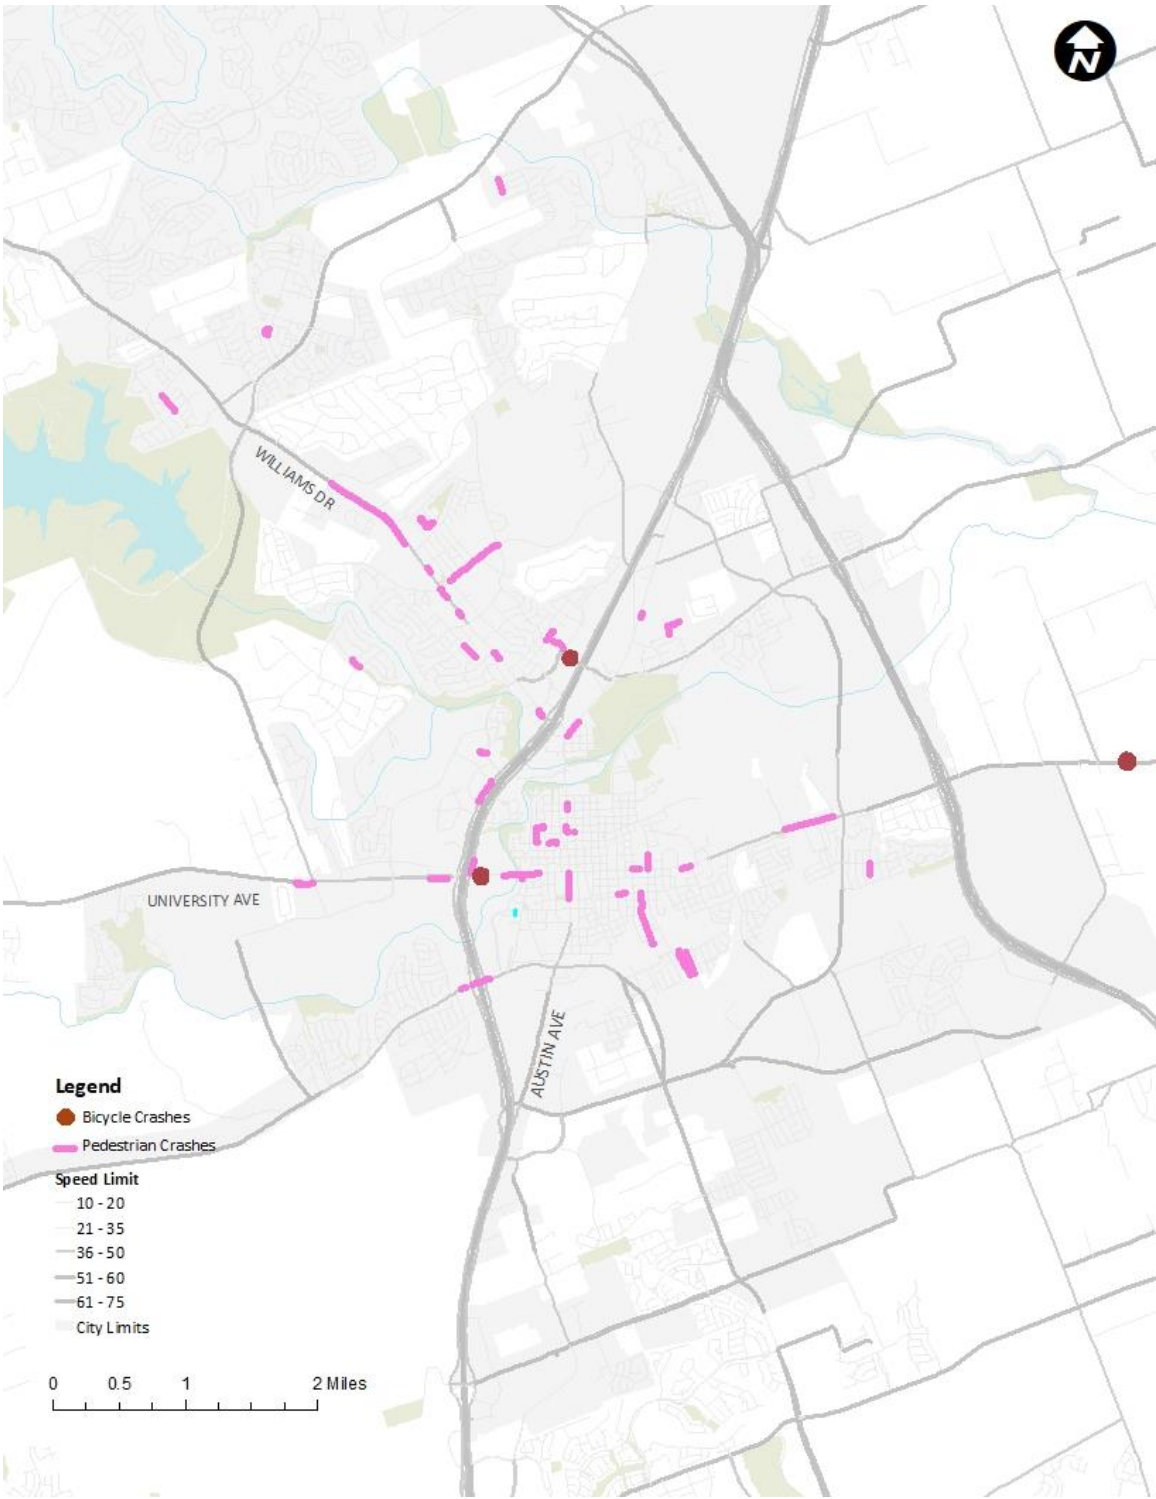 N
WILLIAMS DR
UNIVERSITY AVE
AUSTIN AVE
Legend
Bicycle Crashes
Pedestrian Crashes
Speed Limit
10 - 20
21 - 35
36 - 50
51 - 60
61 - 75
City Limits
0 0.5 1 2 Miles